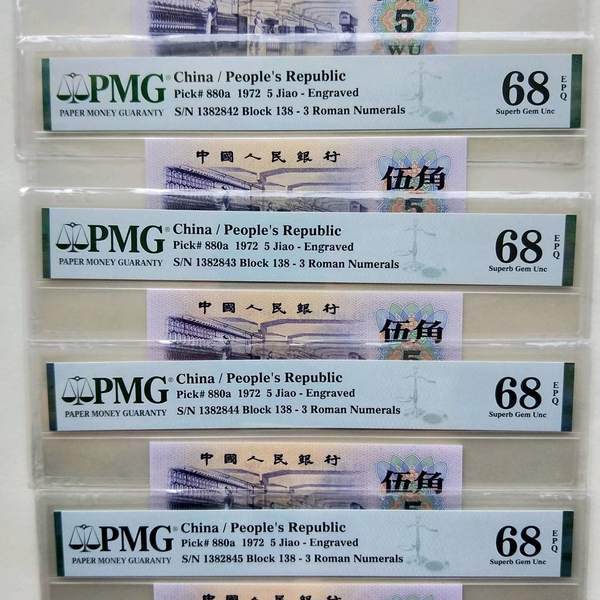 5
WU
PMG
PAPER MONEY GUARANTY
China / People's Republic
Pick# 880a 1972 5 Jiao - Engraved
S/N 1382842 Block 138 - 3 Roman Numerals
68
EPQ
Superb Gem Unc
中國人民銀行
伍角
5
PMG
PAPER MONEY GUARANTY
China / People's Republic
Pick# 880a 1972 5 Jiao - Engraved
S/N 1382843 Block 138 - 3 Roman Numerals
68
EPQ
Superb Gem Unc
中國人民銀行
伍角
5
PMG
PAPER MONEY GUARANTY
China / People's Republic
Pick# 880a 1972 5 Jiao - Engraved
S/N 1382844 Block 138 - 3 Roman Numerals
68
EPQ
Superb Gem Unc
中國人民銀行
伍角
5
PMG
PAPER MONEY GUARANTY
China / People's Republic
Pick# 880a 1972 5 Jiao - Engraved
S/N 1382845 Block 138 - 3 Roman Numerals
68
EPQ
Superb Gem Unc